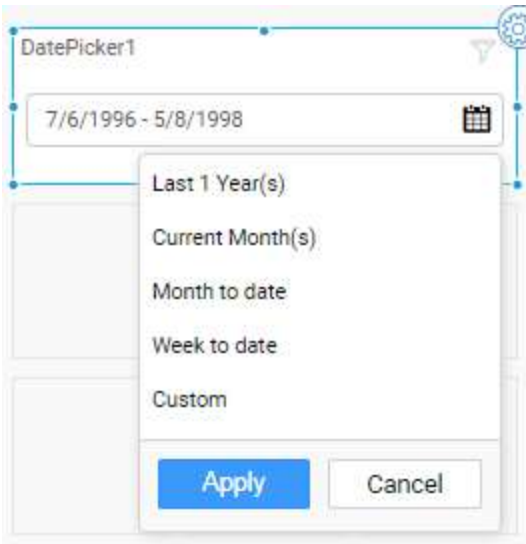 DatePicker1
7/6/1996 - 5/8/1998
Last 1 Year(s)
Current Month(s)
Month to date
Week to date
Custom
Apply Cancel